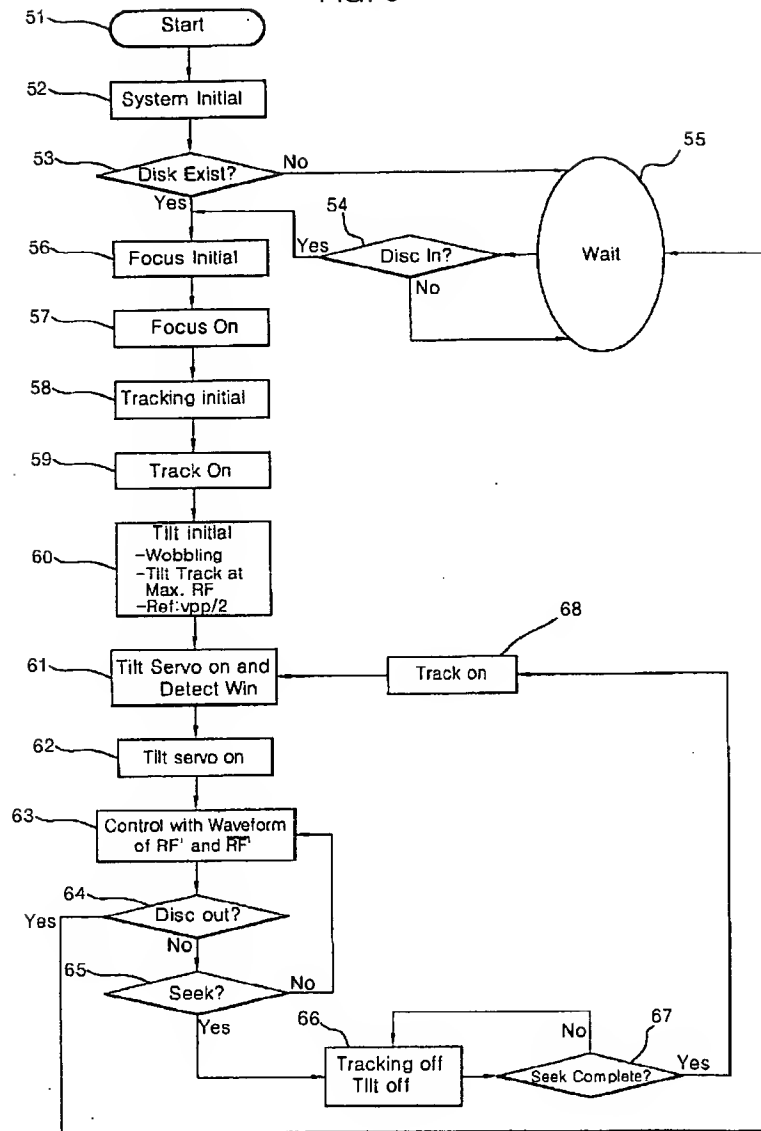 51
Start
52
System Initial
53
Disk Exist?
No
Yes
55
Wait
54
Disc In?
Yes
No
56
Focus Initial
57
Focus On
58
Tracking initial
59
Track On
60
Tilt initial
-Wobbling
-Tilt Track at
Max. RF
-Ref:vpp/2
61
Tilt Servo on and
Detect Win
68
Track on
62
Tilt servo on
63
Control with Waveform
of RF' and R̅F̅'
64
Disc out?
Yes
No
65
Seek?
No
Yes
66
Tracking off
Tilt off
No
67
Seek Complete?
Yes